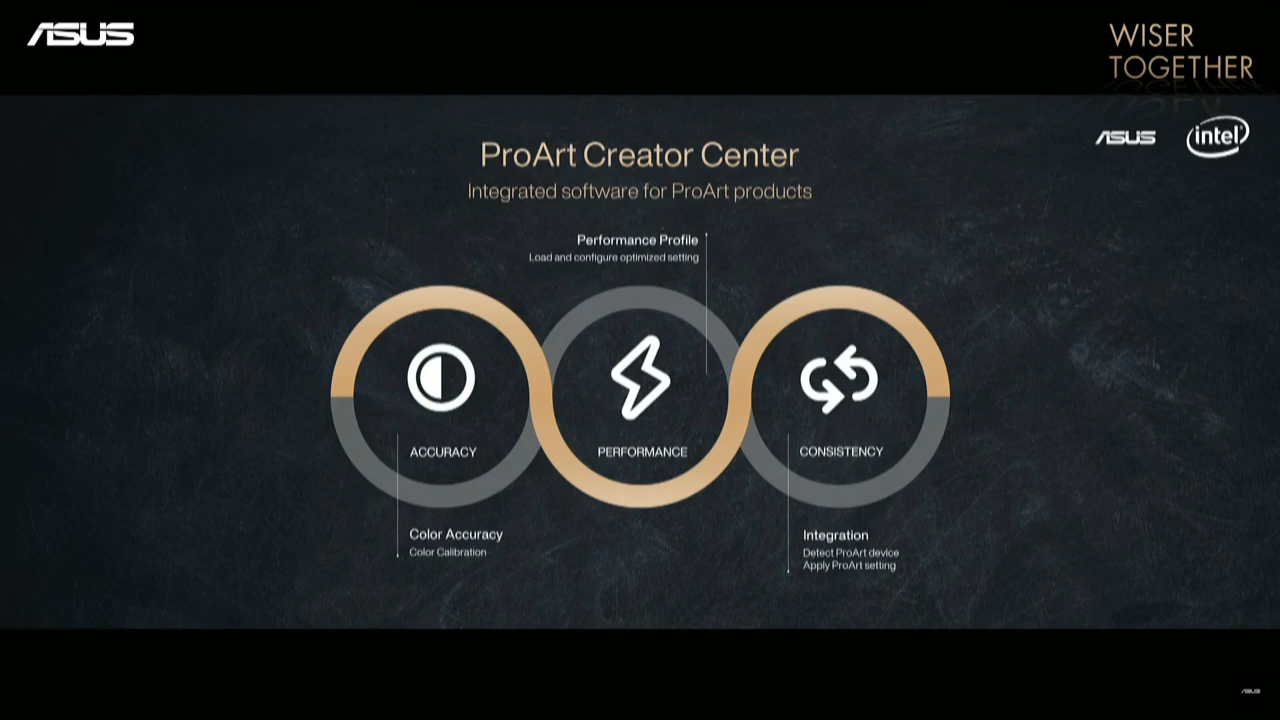 ASUS
WISER
TOGETHER
ASUS
intel
ProArt Creator Center
Integrated software for ProArt products
Performance Profile
Load and configure optimized setting
ACCURACY
PERFORMANCE
CONSISTENCY
Color Accuracy
Color Calibration
Integration
Detect ProArt device
Apply ProArt setting
ASUS